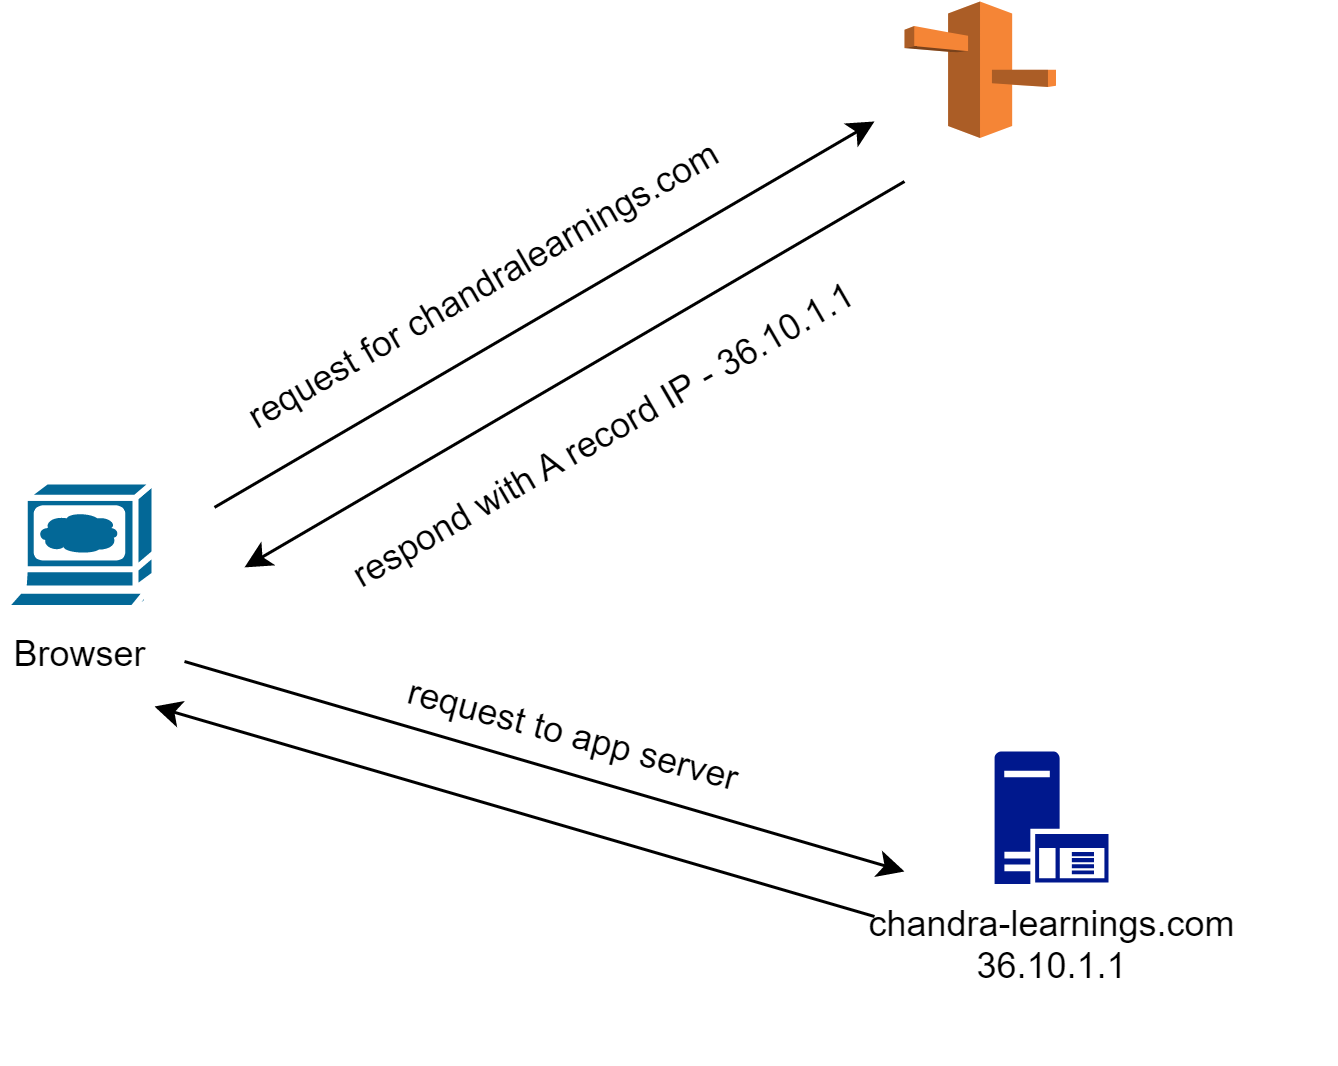 request for chandralearnings.com
respond with A record IP - 36.10.1.1
Browser
request to app server
chandra-learnings.com
36.10.1.1